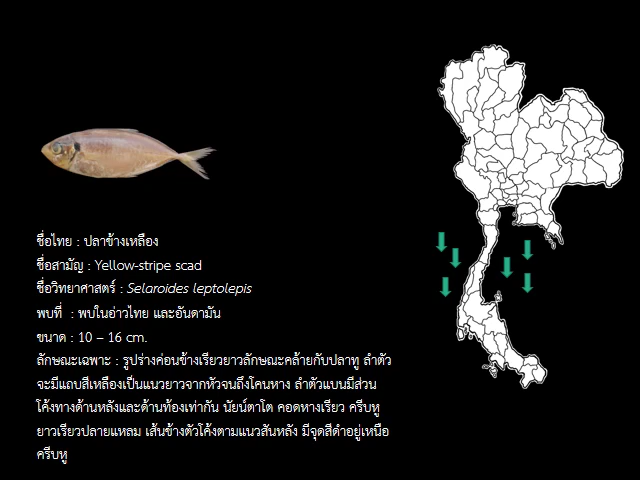 ชื่อไทย : ปลาข้างเหลือง
ชื่อสามัญ : Yellow-stripe scad
ชื่อวิทยาศาสตร์ : Selaroides leptolepis
พบที่ : พบในอ่าวไทย และอันดามัน
ขนาด : 10 – 16 cm.
ลักษณะเฉพาะ : รูปร่างค่อนข้างเรียวยาวลักษณะคล้ายกับปลาทู ลำตัว
จะมีแถบสีเหลืองเป็นแนวยาวจากหัวจนถึงโคนหาง ลำตัวแบนมีส่วน
โค้งทางด้านหลังและด้านท้องเท่ากัน นัยน์ตาโต คอดหางเรียว ครีบหู
ยาวเรียวปลายแหลม เส้นข้างตัวโค้งตามแนวสันหลัง มีจุดสีดำอยู่เหนือ
ครีบหู